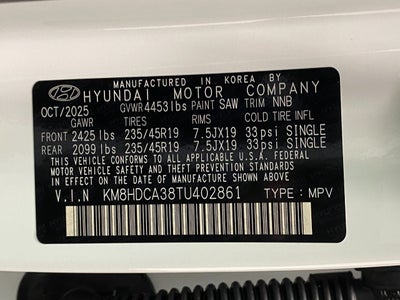 MANUFACTURED IN KOREA BY
HYUNDAI MOTOR COMPANY
OCT/2025 GVWR 4453lbs PAINT SAW TRIM NNB
GAWR TIRES RIMS COLD TIRE INFL
FRONT 2425 lbs 235/45R19 7.5JX19 33psi SINGLE
REAR 2099 lbs 235/45R19 7.5JX19 33psi SINGLE
THIS VEHICLE CONFORMS TO ALL APPLICABLE U.S.A. FEDERAL
MOTOR VEHICLE SAFETY, BUMPER, AND THEFT PREVENTION
STANDARDS IN EFFECT ON THE DATE OF MANUFACTURE SHOWN ABOVE.
V.I.N KM8HDCA38TU402861 TYPE: MPV